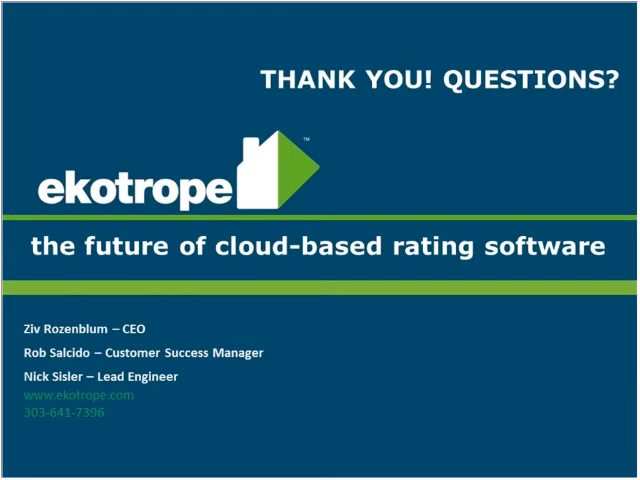 THANK YOU! QUESTIONS?
ekotrope™
the future of cloud-based rating software
Ziv Rozenblum – CEO
Rob Salcido – Customer Success Manager
Nick Sisler – Lead Engineer
www.ekotrope.com
303-641-7396